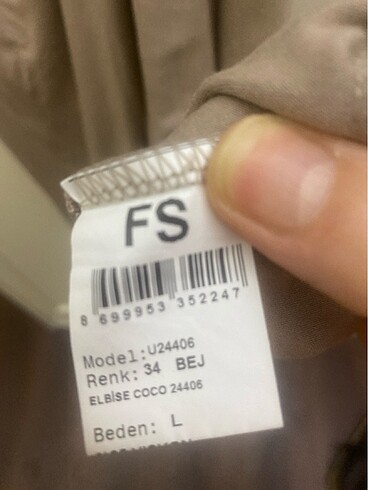 FS
8 699953 352247
Model:U24406
Renk: 34 BEJ
ELBİSE COCO 24406
Beden: L